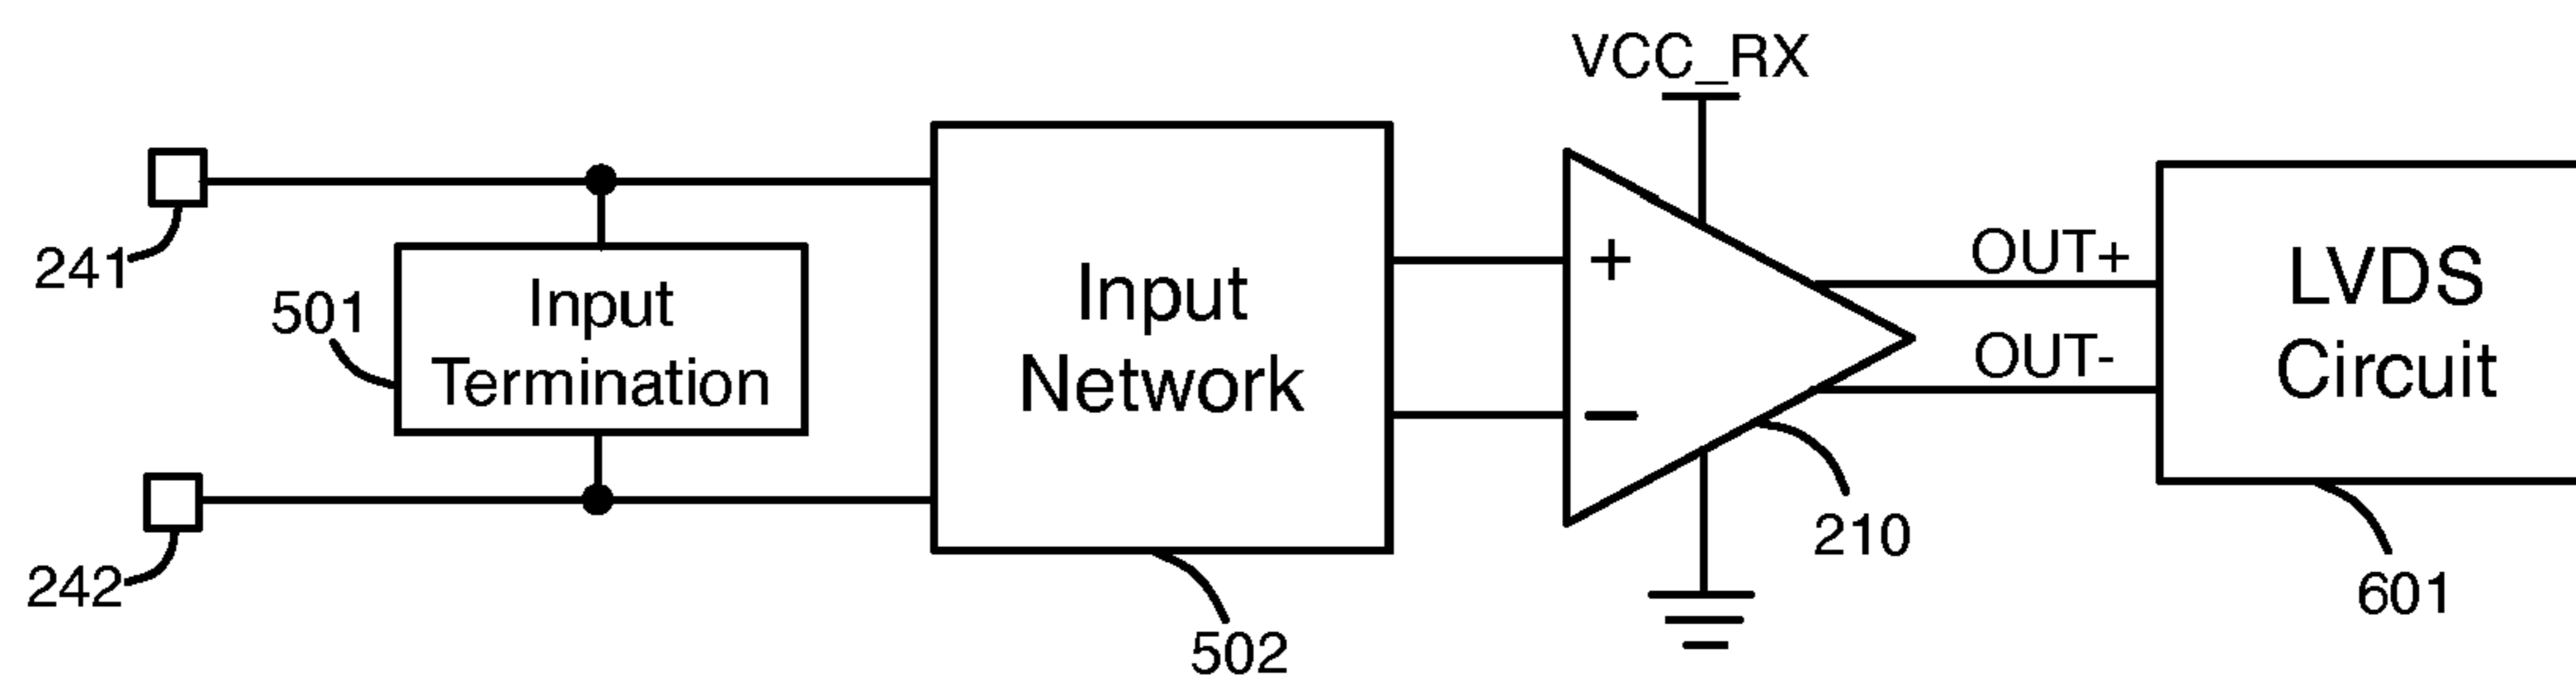 VCC_RX
241
501
Input
Termination
242
Input
Network
502
+
−
OUT+
OUT-
210
LVDS
Circuit
601